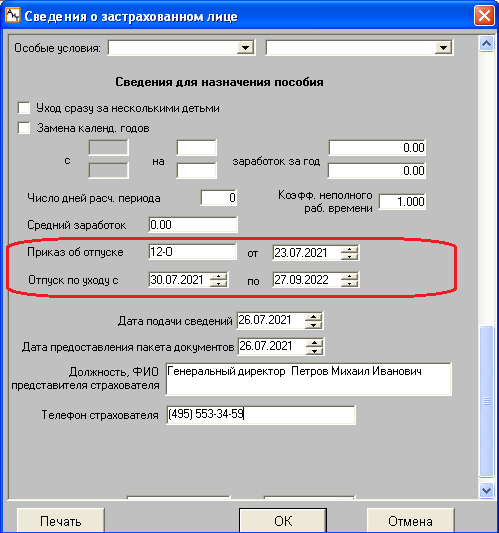 Сведения о застрахованном лице
Особые условия:
Сведения для назначения пособия
Уход сразу за несколькими детьми
Замена календ. годов
с на заработок за год 0.00
0.00
Число дней расч. периода 0 Коэфф. неполного раб. времени 1.000
Средний заработок 0.00
Приказ об отпуске 12-О от 23.07.2021
Отпуск по уходу с 30.07.2021 по 27.09.2022
Дата подачи сведений 26.07.2021
Дата предоставления пакета документов 26.07.2021
Должность, ФИО представителя страхователя Генеральный директор Петров Михаил Иванович
Телефон страхователя (495) 553-34-59
Печать ОК Отмена